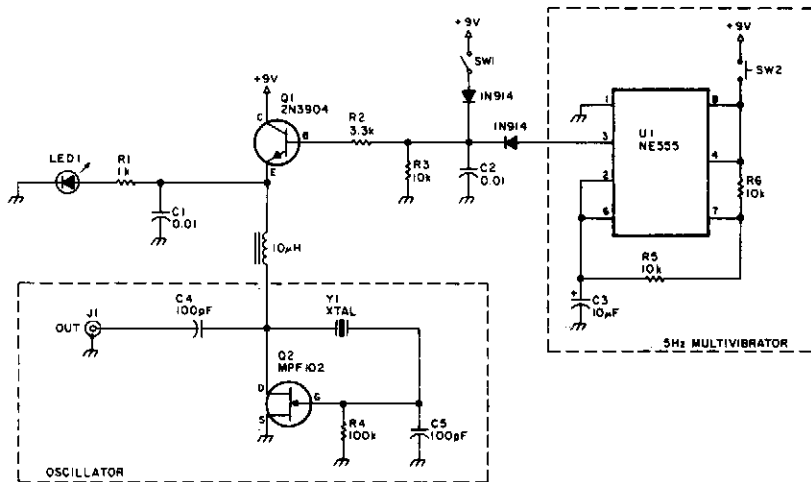 +9V
SW1
1N914
1N914
+9V
SW2
1
8
U1
NE555
3
4
2
6
7
R6
10k
R5
10k
+
C3
10µF
5Hz MULTIVIBRATOR
+9V
Q1
2N3904
C
B
E
R2
3.3k
R3
10k
C2
0.01
LED1
R1
1k
C1
0.01
10µH
C4
100pF
Y1
XTAL
J1
OUT
Q2
MPF102
D
G
S
R4
100k
C5
100pF
OSCILLATOR